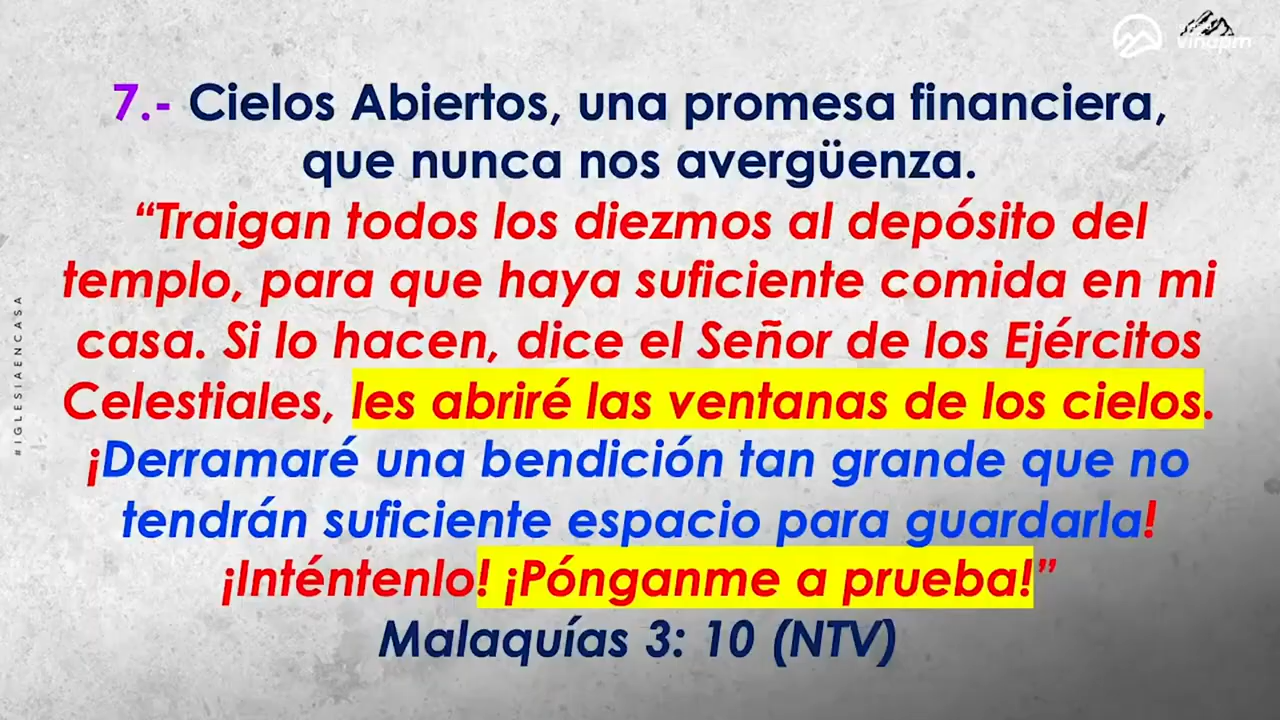 viñapm
7.- Cielos Abiertos, una promesa financiera,
que nunca nos avergüenza.
“Traigan todos los diezmos al depósito del
templo, para que haya suficiente comida en mi
casa. Si lo hacen, dice el Señor de los Ejércitos
Celestiales, les abriré las ventanas de los cielos.
¡Derramaré una bendición tan grande que no
tendrán suficiente espacio para guardarla!
¡Inténtenlo! ¡Pónganme a prueba!”
Malaquías 3: 10 (NTV)
#IGLESIAENCASA